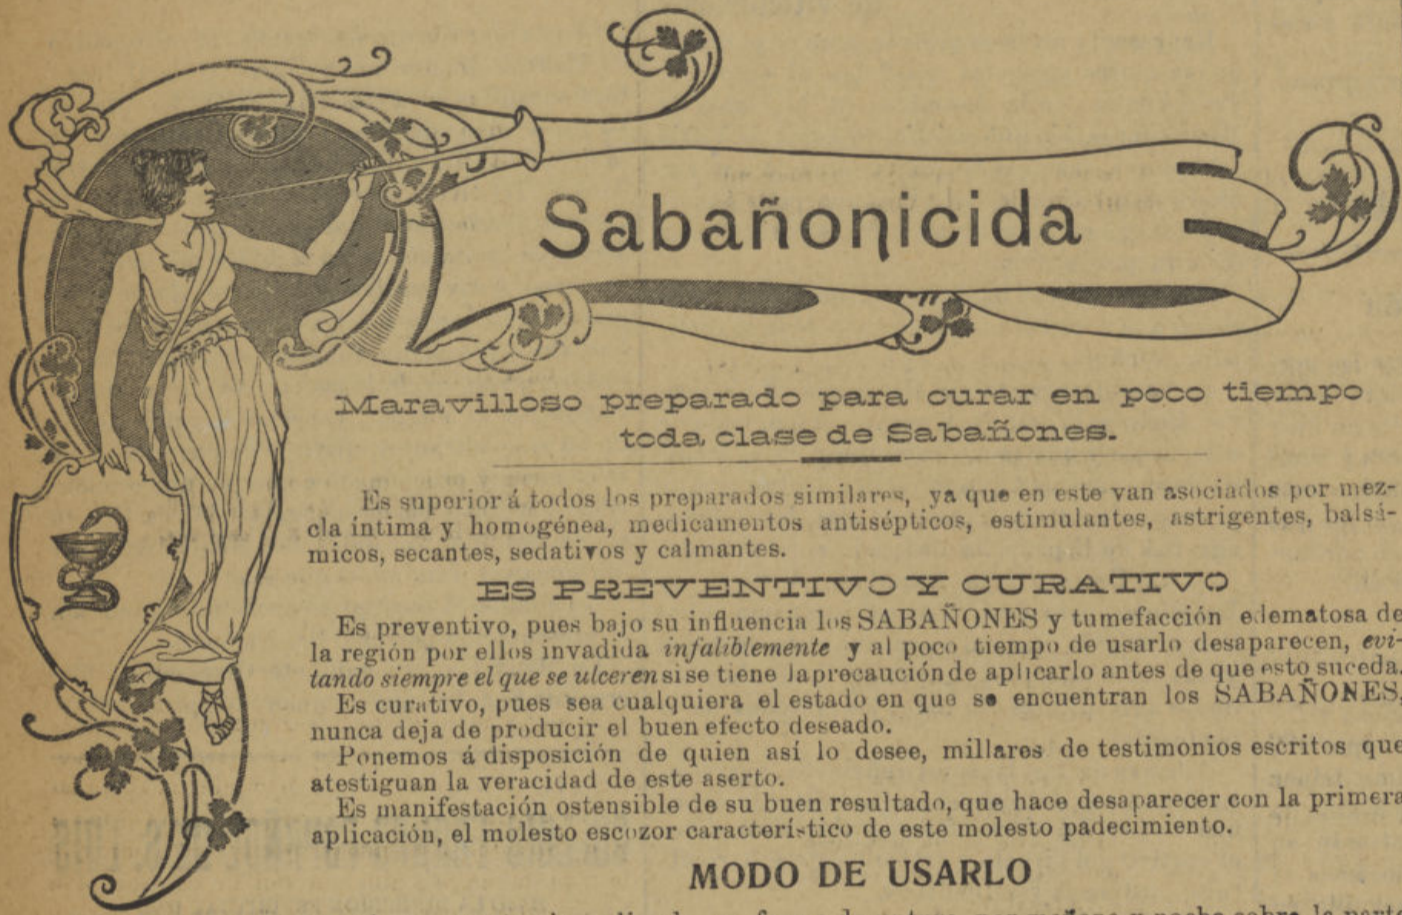 Sabañonicida
Maravilloso preparado para curar en poco tiempo
toda clase de Sabañones.
Es superior á todos los preparados similares, ya que en este van asociados por mez-
cla íntima y homogénea, medicamentos antisépticos, estimulantes, astrigentes, balsá-
micos, secantes, sedativos y calmantes.
ES PREVENTIVO Y CURATIVO
Es preventivo, pues bajo su influencia los SABAÑONES y tumefacción edematosa de
la región por ellos invadida infaliblemente y al poco tiempo de usarlo desaparecen, evi-
tando siempre el que se ulceren si se tiene la precaución de aplicarlo antes de que esto suceda.
Es curativo, pues sea cualquiera el estado en que se encuentran los SABAÑONES,
nunca deja de producir el buen efecto deseado.
Ponemos á disposición de quien así lo desee, millares de testimonios escritos que
atestiguan la veracidad de este aserto.
Es manifestación ostensible de su buen resultado, que hace desaparecer con la primera
aplicación, el molesto escozor característico de este molesto padecimiento.
MODO DE USARLO